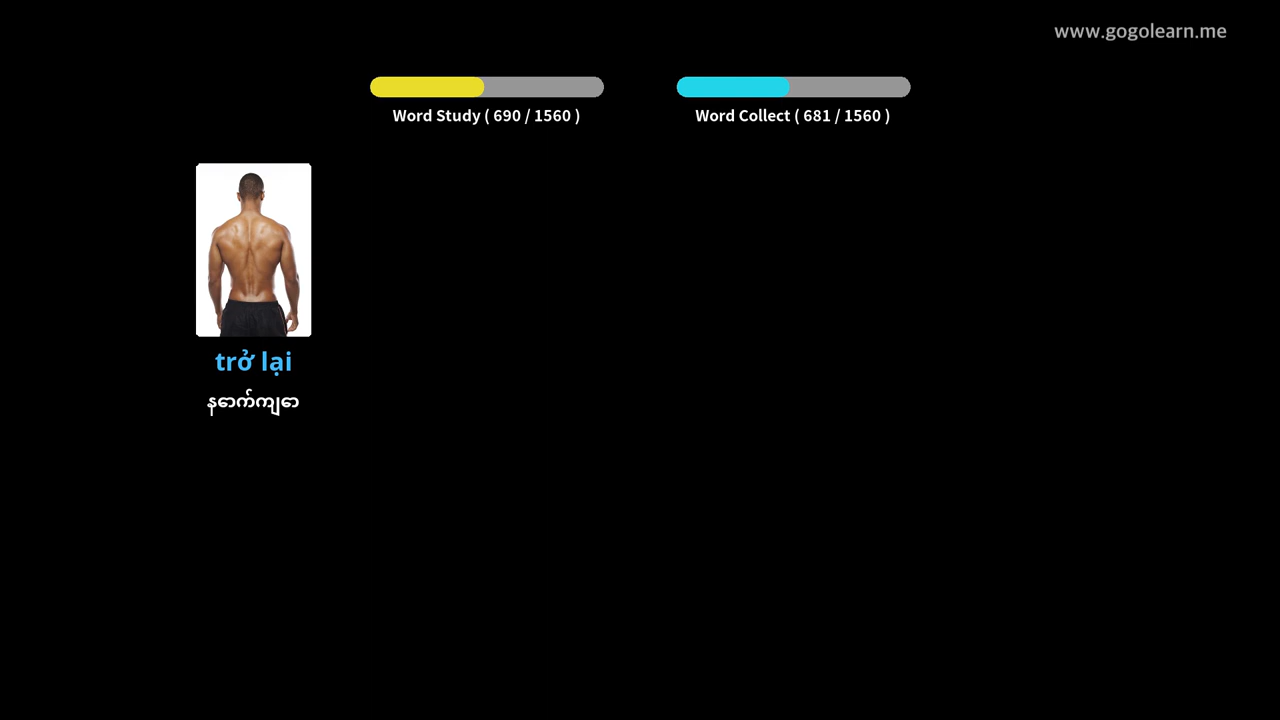 www.gogolearn.me
Word Study ( 690 / 1560 )
Word Collect ( 681 / 1560 )
trở lại
နောက်ကျော